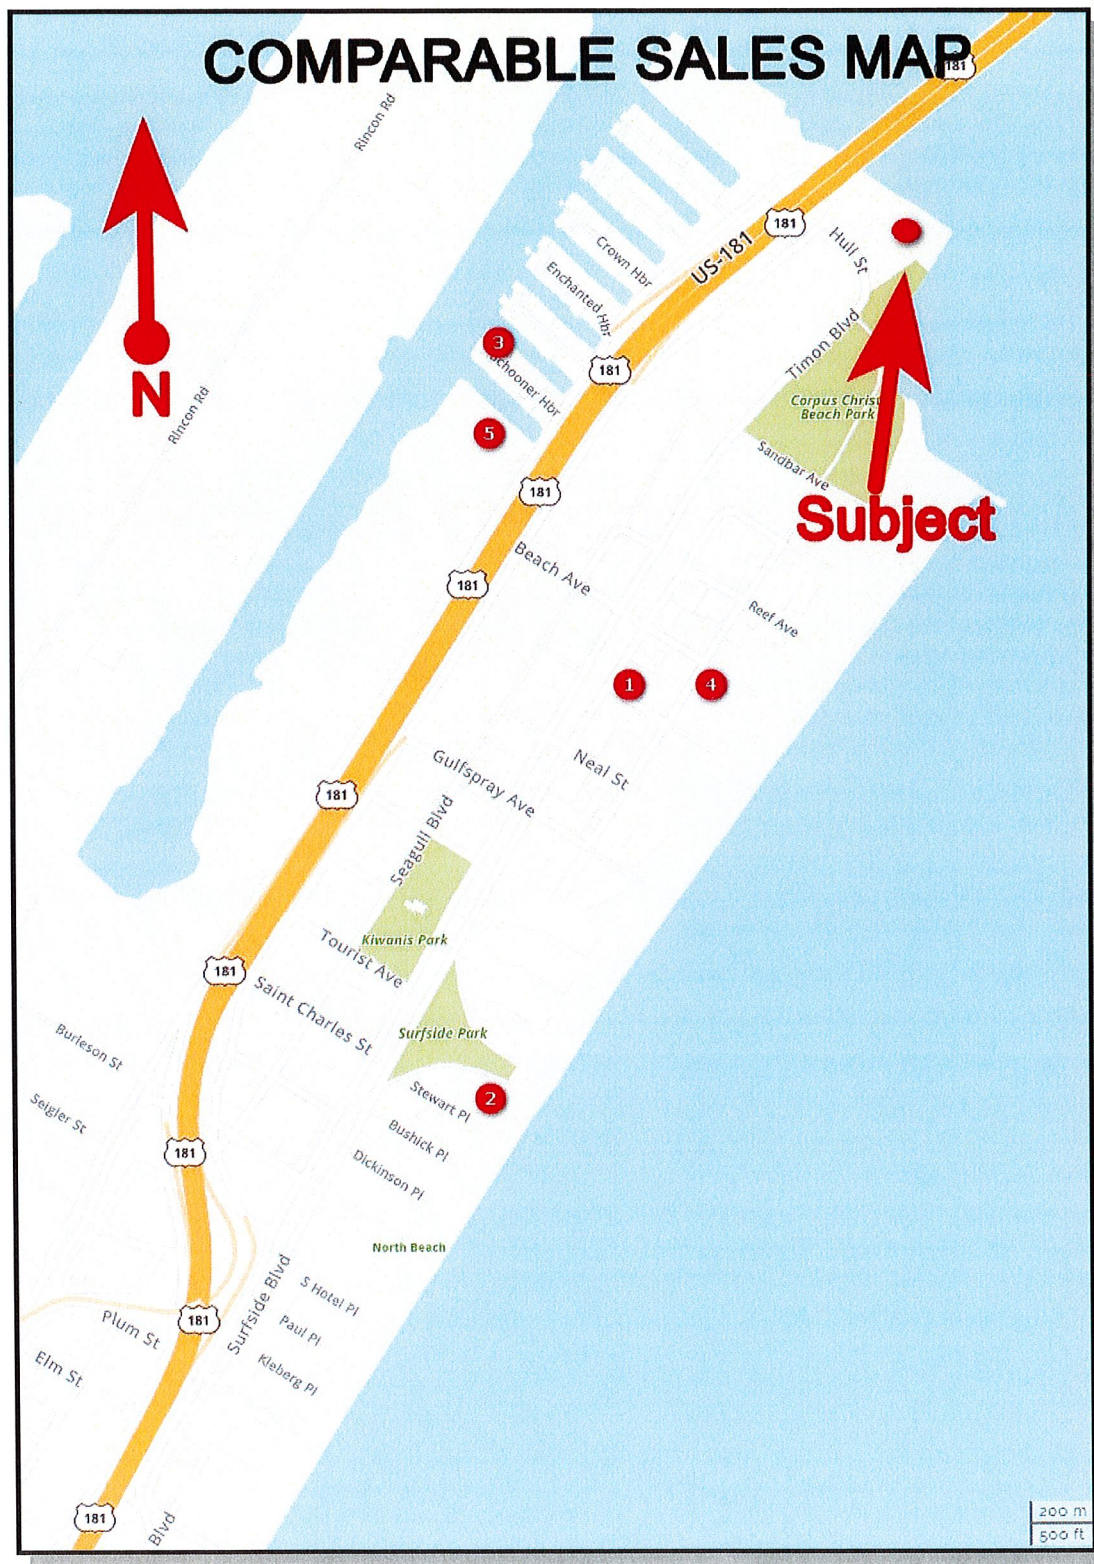 COMPARABLE SALES MAP
181
Rincon Rd
181
Hull St
US-181
Crown Hbr
Enchanted Hbr
Timon Blvd
3
Schooner Hbr
181
N
Rincon Rd
Corpus Christ
Beach Park
5
Sandbar Ave
181
Subject
Beach Ave
181
Reef Ave
1
4
Neal St
Gulfspray Ave
181
Seagull Blvd
Kiwanis Park
Tourist Ave
181
Saint Charles St
Surfside Park
Burleson St
Stewart Pl
2
Seigler St
Bushick Pl
181
Dickinson Pl
North Beach
Surfside Blvd
S Hotel Pl
181
Plum St
Paul Pl
Elm St
Kleberg Pl
181
Blvd
200 m
500 ft